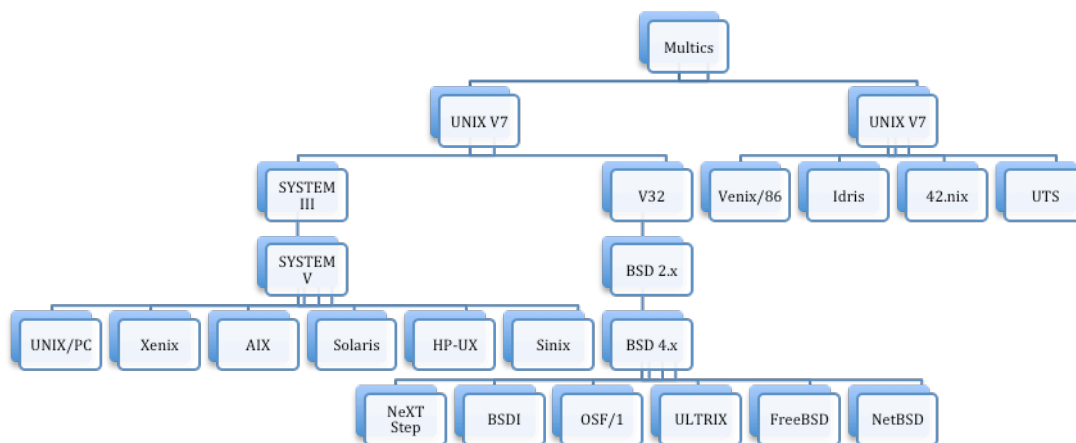 Multics
UNIX V7
UNIX V7
SYSTEM
III
V32
Venix/86
Idris
42.nix
UTS
SYSTEM
V
BSD 2.x
UNIX/PC
Xenix
AIX
Solaris
HP-UX
Sinix
BSD 4.x
NeXT
Step
BSDI
OSF/1
ULTRIX
FreeBSD
NetBSD